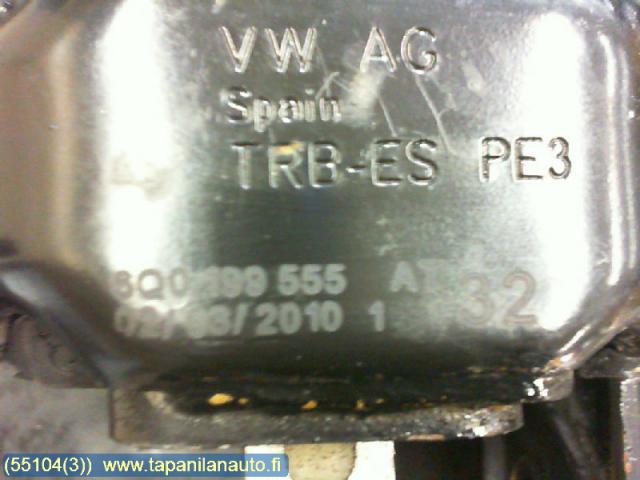 VW AG
Spain
TRB-ES PE3
6Q0 199 555 AT 32
02/03/2010 1
(55104(3)) www.tapanilanauto.fi